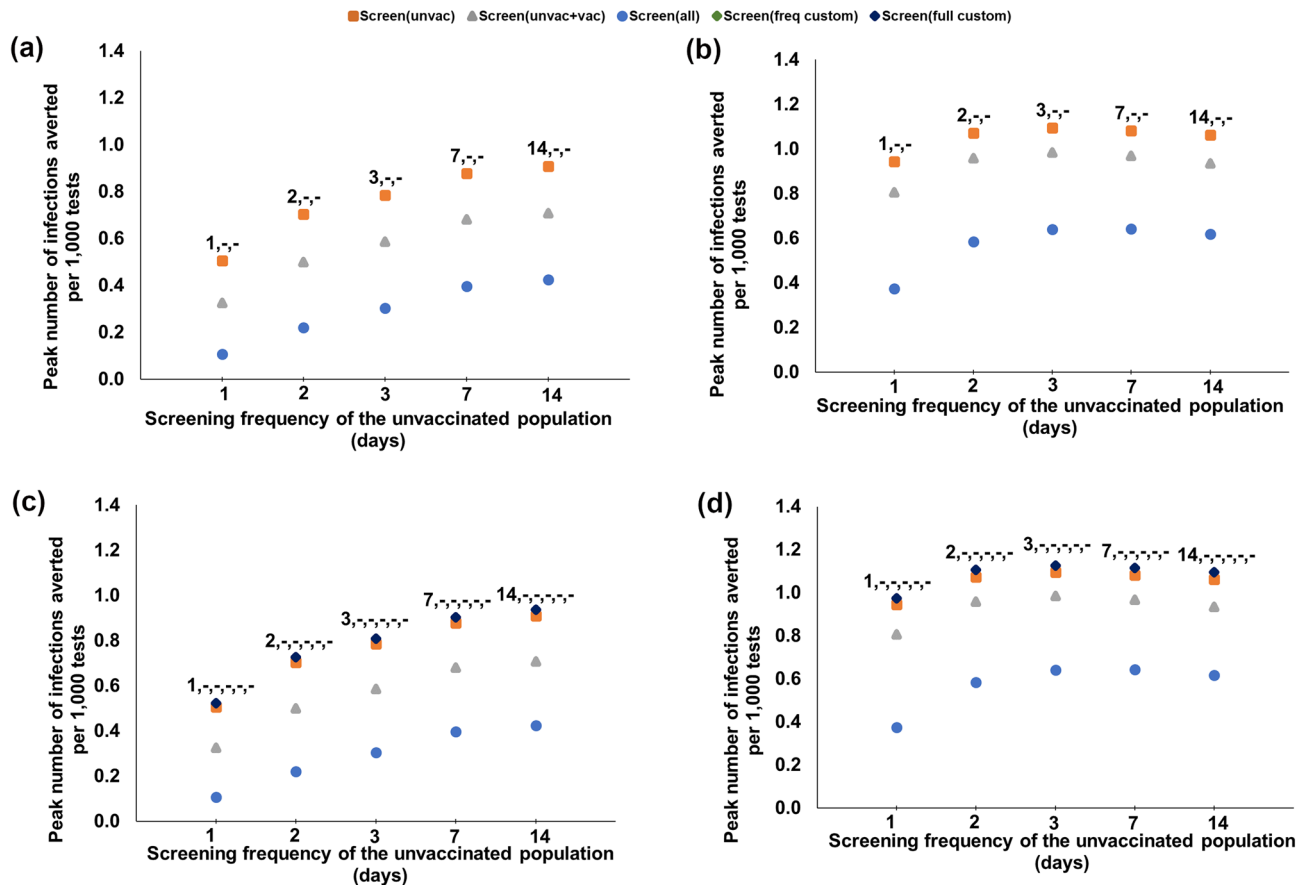 Screen(unvac) Screen(unvac+vac) Screen(all) Screen(freq custom) Screen(full custom)
(a)
Peak number of infections averted
per 1,000 tests
1.4
1.2
1.0
0.8
0.6
0.4
0.2
0.0
1,-,-
2,-,-
3,-,-
7,-,-
14,-,-
1 2 3 7 14
Screening frequency of the unvaccinated population
(days)
(b)
Peak number of infections averted
per 1,000 tests
1.4
1.2
1.0
0.8
0.6
0.4
0.2
0.0
1,-,-
2,-,-
3,-,-
7,-,-
14,-,-
1 2 3 7 14
Screening frequency of the unvaccinated population
(days)
(c)
Peak number of infections averted
per 1,000 tests
1.4
1.2
1.0
0.8
0.6
0.4
0.2
0.0
1,-,-,-,-,-
2,-,-,-,-,-
3,-,-,-,-,-
7,-,-,-,-,-
14,-,-,-,-,-
1 2 3 7 14
Screening frequency of the unvaccinated population
(days)
(d)
Peak number of infections averted
per 1,000 tests
1.4
1.2
1.0
0.8
0.6
0.4
0.2
0.0
1,-,-,-,-,-
2,-,-,-,-,-
3,-,-,-,-,-
7,-,-,-,-,-
14,-,-,-,-,-
1 2 3 7 14
Screening frequency of the unvaccinated population
(days)